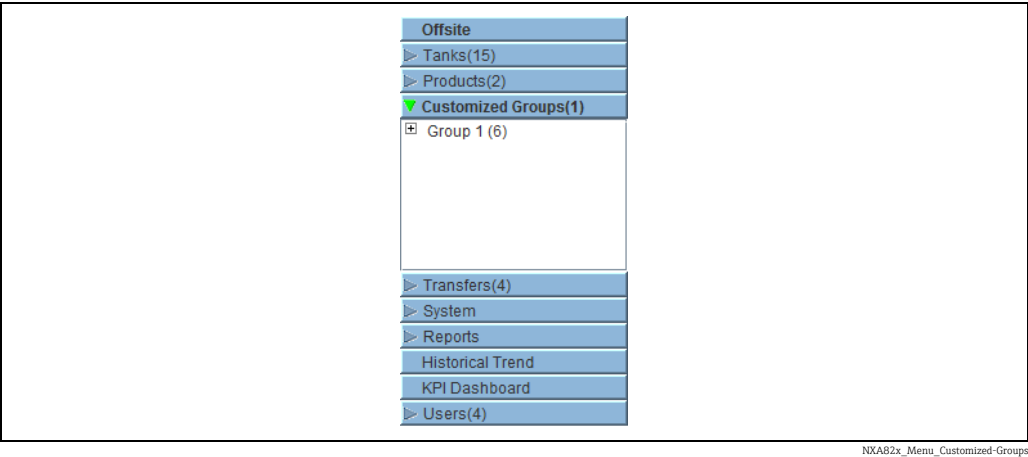 Offsite
Tanks(15)
Products(2)
Customized Groups(1)
Group 1 (6)
Transfers(4)
System
Reports
Historical Trend
KPI Dashboard
Users(4)
NXA82x_Menu_Customized-Groups